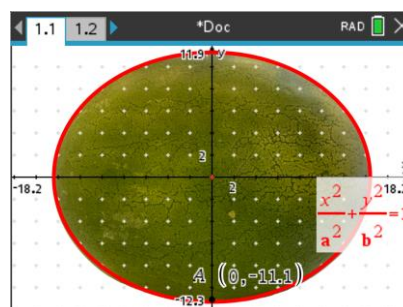 1.1 1.2 *Doc RAD
11.9 y
2
-18.2 2 18.2
x²/a² + y²/b² =
A (0,-11.1)
-12.3